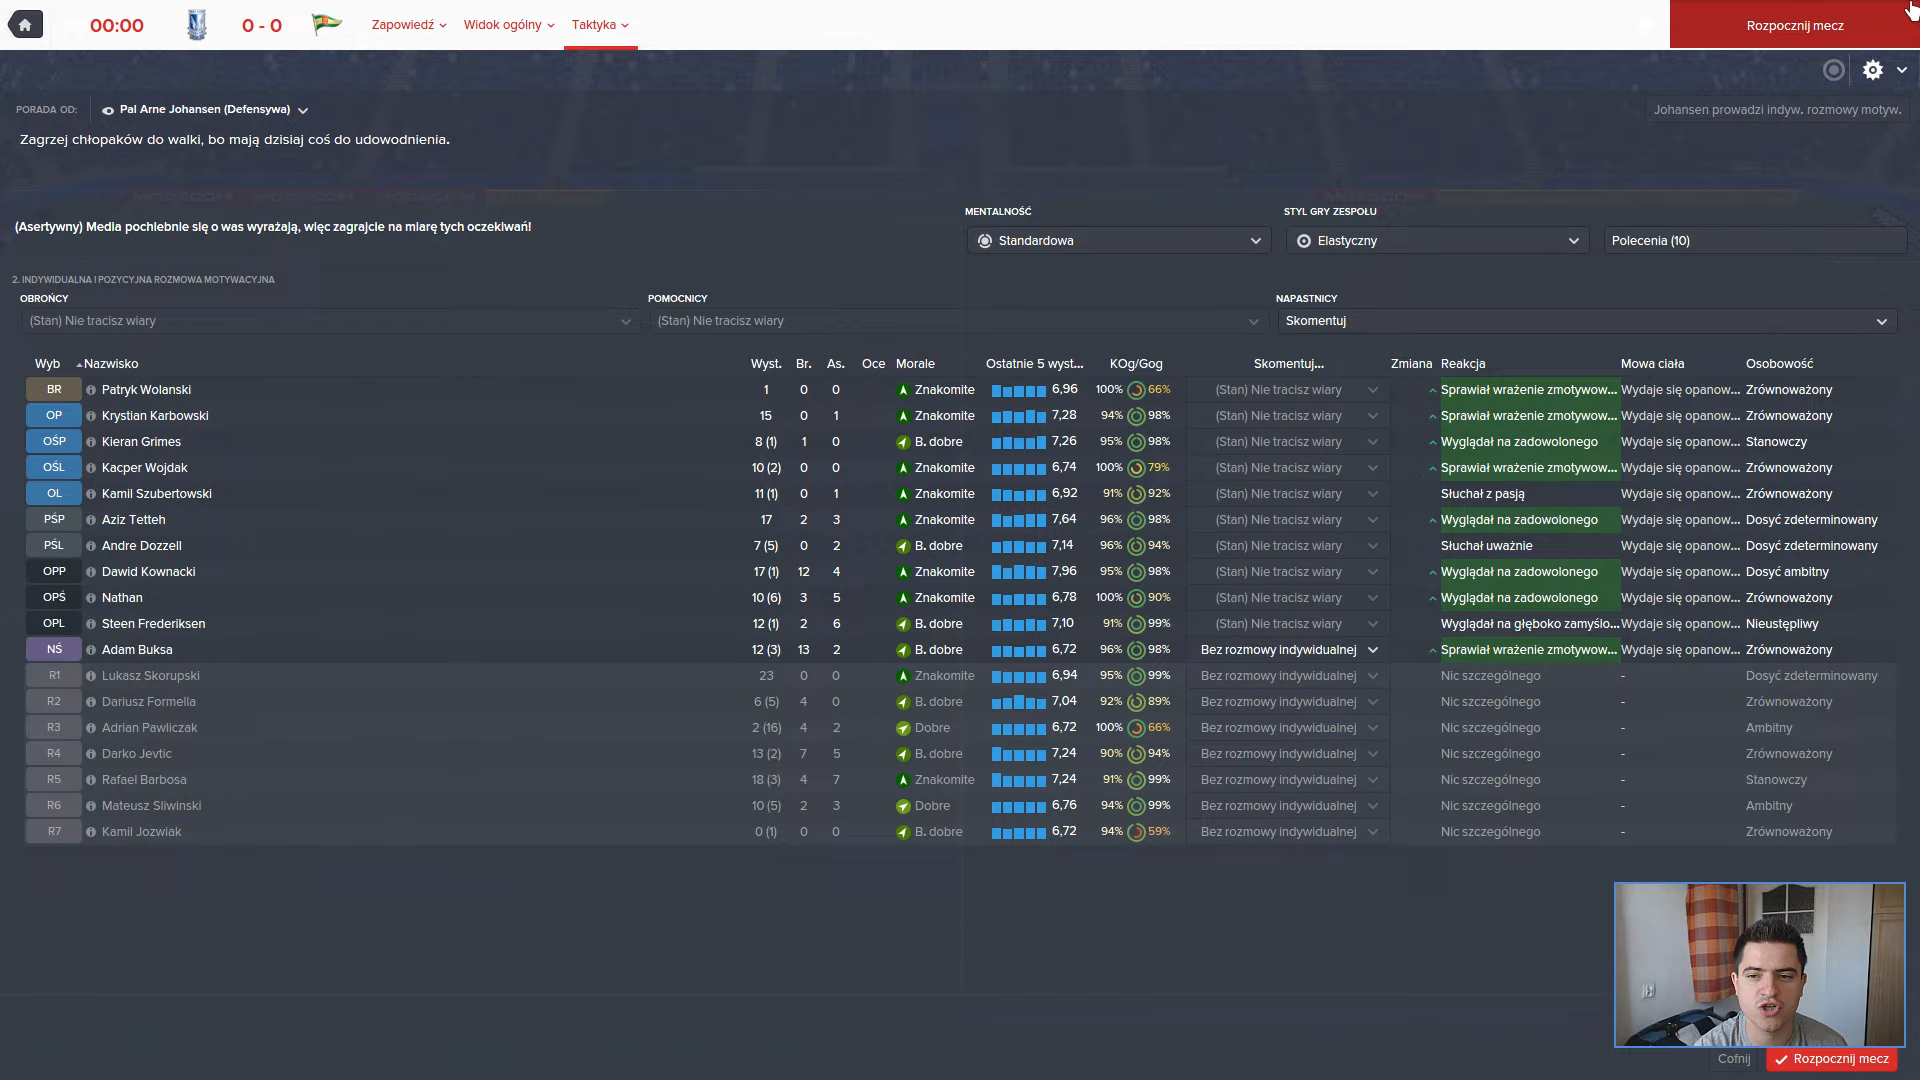 00:00 0 - 0 Zapowiedź Widok ogólny Taktyka Rozpocznij mecz
PORADA OD: Pal Arne Johansen (Defensywa) Johansen prowadzi indyw. rozmowy motyw.
Zagrzej chłopaków do walki, bo mają dzisiaj coś do udowodnienia.
(Asertywny) Media pochlebnie się o was wyrażają, więc zagrajcie na miarę tych oczekiwań!
MENTALNOŚĆ STYL GRY ZESPOŁU
Standardowa Elastyczny Polecenia (10)
2. INDYWIDUALNA I POZYCYJNA ROZMOWA MOTYWACYJNA
OBROŃCY POMOCNICY NAPASTNICY
(Stan) Nie tracisz wiary (Stan) Nie tracisz wiary Skomentuj
Wyb Nazwisko Wyst. Br. As. Oce Morale Ostatnie 5 wyst... KOg/Gog Skomentuj... Zmiana Reakcja Mowa ciała Osobowość
BR Patryk Wolanski 1 0 0 Znakomite 6,96 100% 66% (Stan) Nie tracisz wiary Sprawiał wrażenie zmotywow... Wydaje się opanow... Zrównoważony
OP Krystian Karbowski 15 0 1 Znakomite 7,28 94% 98% (Stan) Nie tracisz wiary Sprawiał wrażenie zmotywow... Wydaje się opanow... Zrównoważony
OŚP Kieran Grimes 8 (1) 1 0 B. dobre 7,26 95% 98% (Stan) Nie tracisz wiary Wyglądał na zadowolonego Wydaje się opanow... Stanowczy
OŚL Kacper Wojdak 10 (2) 0 0 Znakomite 6,74 100% 79% (Stan) Nie tracisz wiary Sprawiał wrażenie zmotywow... Wydaje się opanow... Zrównoważony
OL Kamil Szubertowski 11 (1) 0 1 Znakomite 6,92 91% 92% (Stan) Nie tracisz wiary Słuchał z pasją Wydaje się opanow... Zrównoważony
PŚP Aziz Tetteh 17 2 3 Znakomite 7,64 96% 98% (Stan) Nie tracisz wiary Wyglądał na zadowolonego Wydaje się opanow... Dosyć zdeterminowany
PŚL Andre Dozzell 7 (5) 0 2 B. dobre 7,14 96% 94% (Stan) Nie tracisz wiary Słuchał uważnie Wydaje się opanow... Dosyć zdeterminowany
OPP Dawid Kownacki 17 (1) 12 4 Znakomite 7,96 95% 98% (Stan) Nie tracisz wiary Wyglądał na zadowolonego Wydaje się opanow... Dosyć ambitny
OPŚ Nathan 10 (6) 3 5 Znakomite 6,78 100% 90% (Stan) Nie tracisz wiary Wyglądał na zadowolonego Wydaje się opanow... Zrównoważony
OPL Steen Frederiksen 12 (1) 2 6 B. dobre 7,10 91% 99% (Stan) Nie tracisz wiary Wyglądał na głęboko zamyślo... Wydaje się opanow... Nieustępliwy
NŚ Adam Buksa 12 (3) 13 2 B. dobre 6,72 96% 98% Bez rozmowy indywidualnej Sprawiał wrażenie zmotywow... Wydaje się opanow... Zrównoważony
R1 Lukasz Skorupski 23 0 0 Znakomite 6,94 95% 99% Bez rozmowy indywidualnej Nic szczególnego - Dosyć zdeterminowany
R2 Dariusz Formella 6 (5) 4 0 B. dobre 7,04 92% 89% Bez rozmowy indywidualnej Nic szczególnego - Zrównoważony
R3 Adrian Pawliczak 2 (16) 4 2 Dobre 6,72 100% 66% Bez rozmowy indywidualnej Nic szczególnego - Ambitny
R4 Darko Jevtic 13 (2) 7 5 B. dobre 7,24 90% 94% Bez rozmowy indywidualnej Nic szczególnego - Zrównoważony
R5 Rafael Barbosa 18 (3) 4 7 Znakomite 7,24 91% 99% Bez rozmowy indywidualnej Nic szczególnego - Stanowczy
R6 Mateusz Sliwinski 10 (5) 2 3 Dobre 6,76 94% 99% Bez rozmowy indywidualnej Nic szczególnego - Ambitny
R7 Kamil Jozwiak 0 (1) 0 0 B. dobre 6,72 94% 59% Bez rozmowy indywidualnej Nic szczególnego - Zrównoważony
Cofnij Rozpocznij mecz